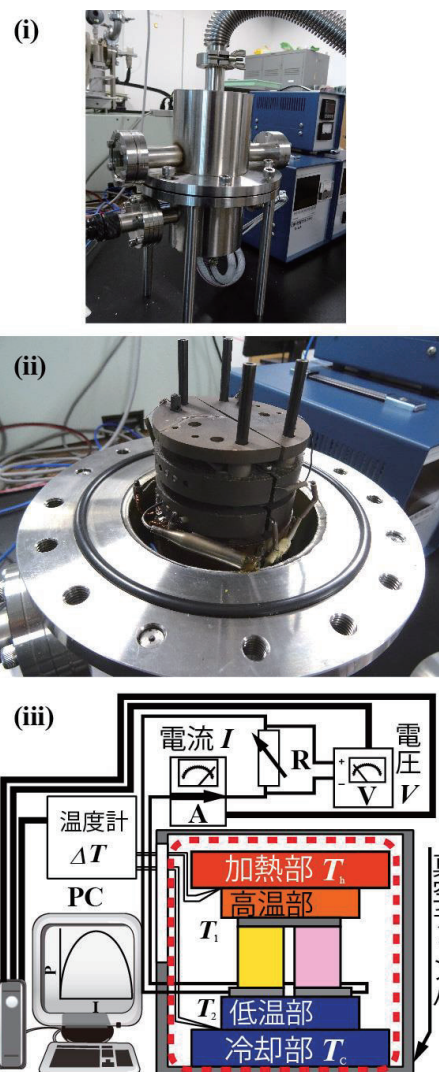 (i)
(ii)
(iii)
電流 I
R
電圧 V
+
−
V
A
温度計
ΔT
PC
P
I
加熱部 Th
高温部
T1
T2
低温部
冷却部 Tc